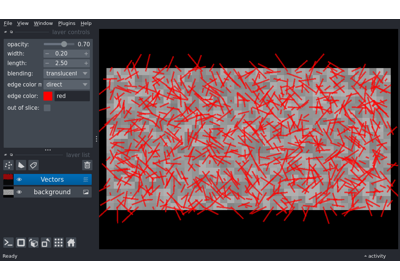 File View Window Plugins Help
layer controls
opacity: 0.70
width: 0.20
length: 2.50
blending: translucent
edge color m direct
edge color: red
out of slice:
layer list
Vectors
background
Ready
activity